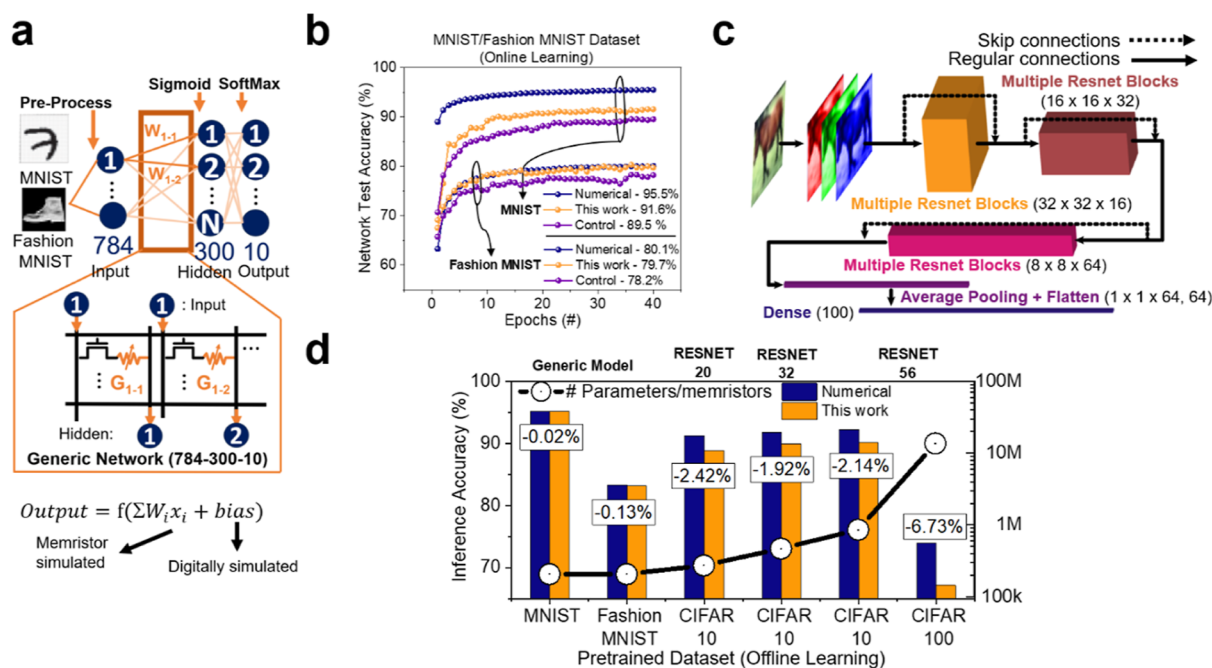 a
Pre-Process
Sigmoid
SoftMax
W1-1
W1-2
1
1
1
2
2
N
MNIST
Fashion
MNIST
784
300
10
Input
Hidden
Output
1
: Input
1
G1-1
G1-2
...
Hidden:
1
2
Generic Network (784-300-10)
Output = f(ΣWixi + bias)
Memristor
simulated
Digitally simulated
b
MNIST/Fashion MNIST Dataset
(Online Learning)
Network Test Accuracy (%)
100
90
80
70
60
Numerical - 95.5%
MNIST
This work - 91.6%
Control - 89.5 %
Numerical - 80.1%
Fashion MNIST
This work - 79.7%
Control - 78.2%
0
10
20
30
40
Epochs (#)
c
Skip connections
Regular connections
Multiple Resnet Blocks
(16 x 16 x 32)
Multiple Resnet Blocks (32 x 32 x 16)
Multiple Resnet Blocks (8 x 8 x 64)
Average Pooling + Flatten (1 x 1 x 64, 64)
Dense (100)
d
Generic Model
RESNET
20
RESNET
32
RESNET
56
# Parameters/memristors
Numerical
This work
Inference Accuracy (%)
100
90
80
70
100M
10M
1M
100k
-0.02%
-0.13%
-2.42%
-1.92%
-2.14%
-6.73%
MNIST
Fashion
MNIST
CIFAR
10
CIFAR
10
CIFAR
10
CIFAR
100
Pretrained Dataset (Offline Learning)